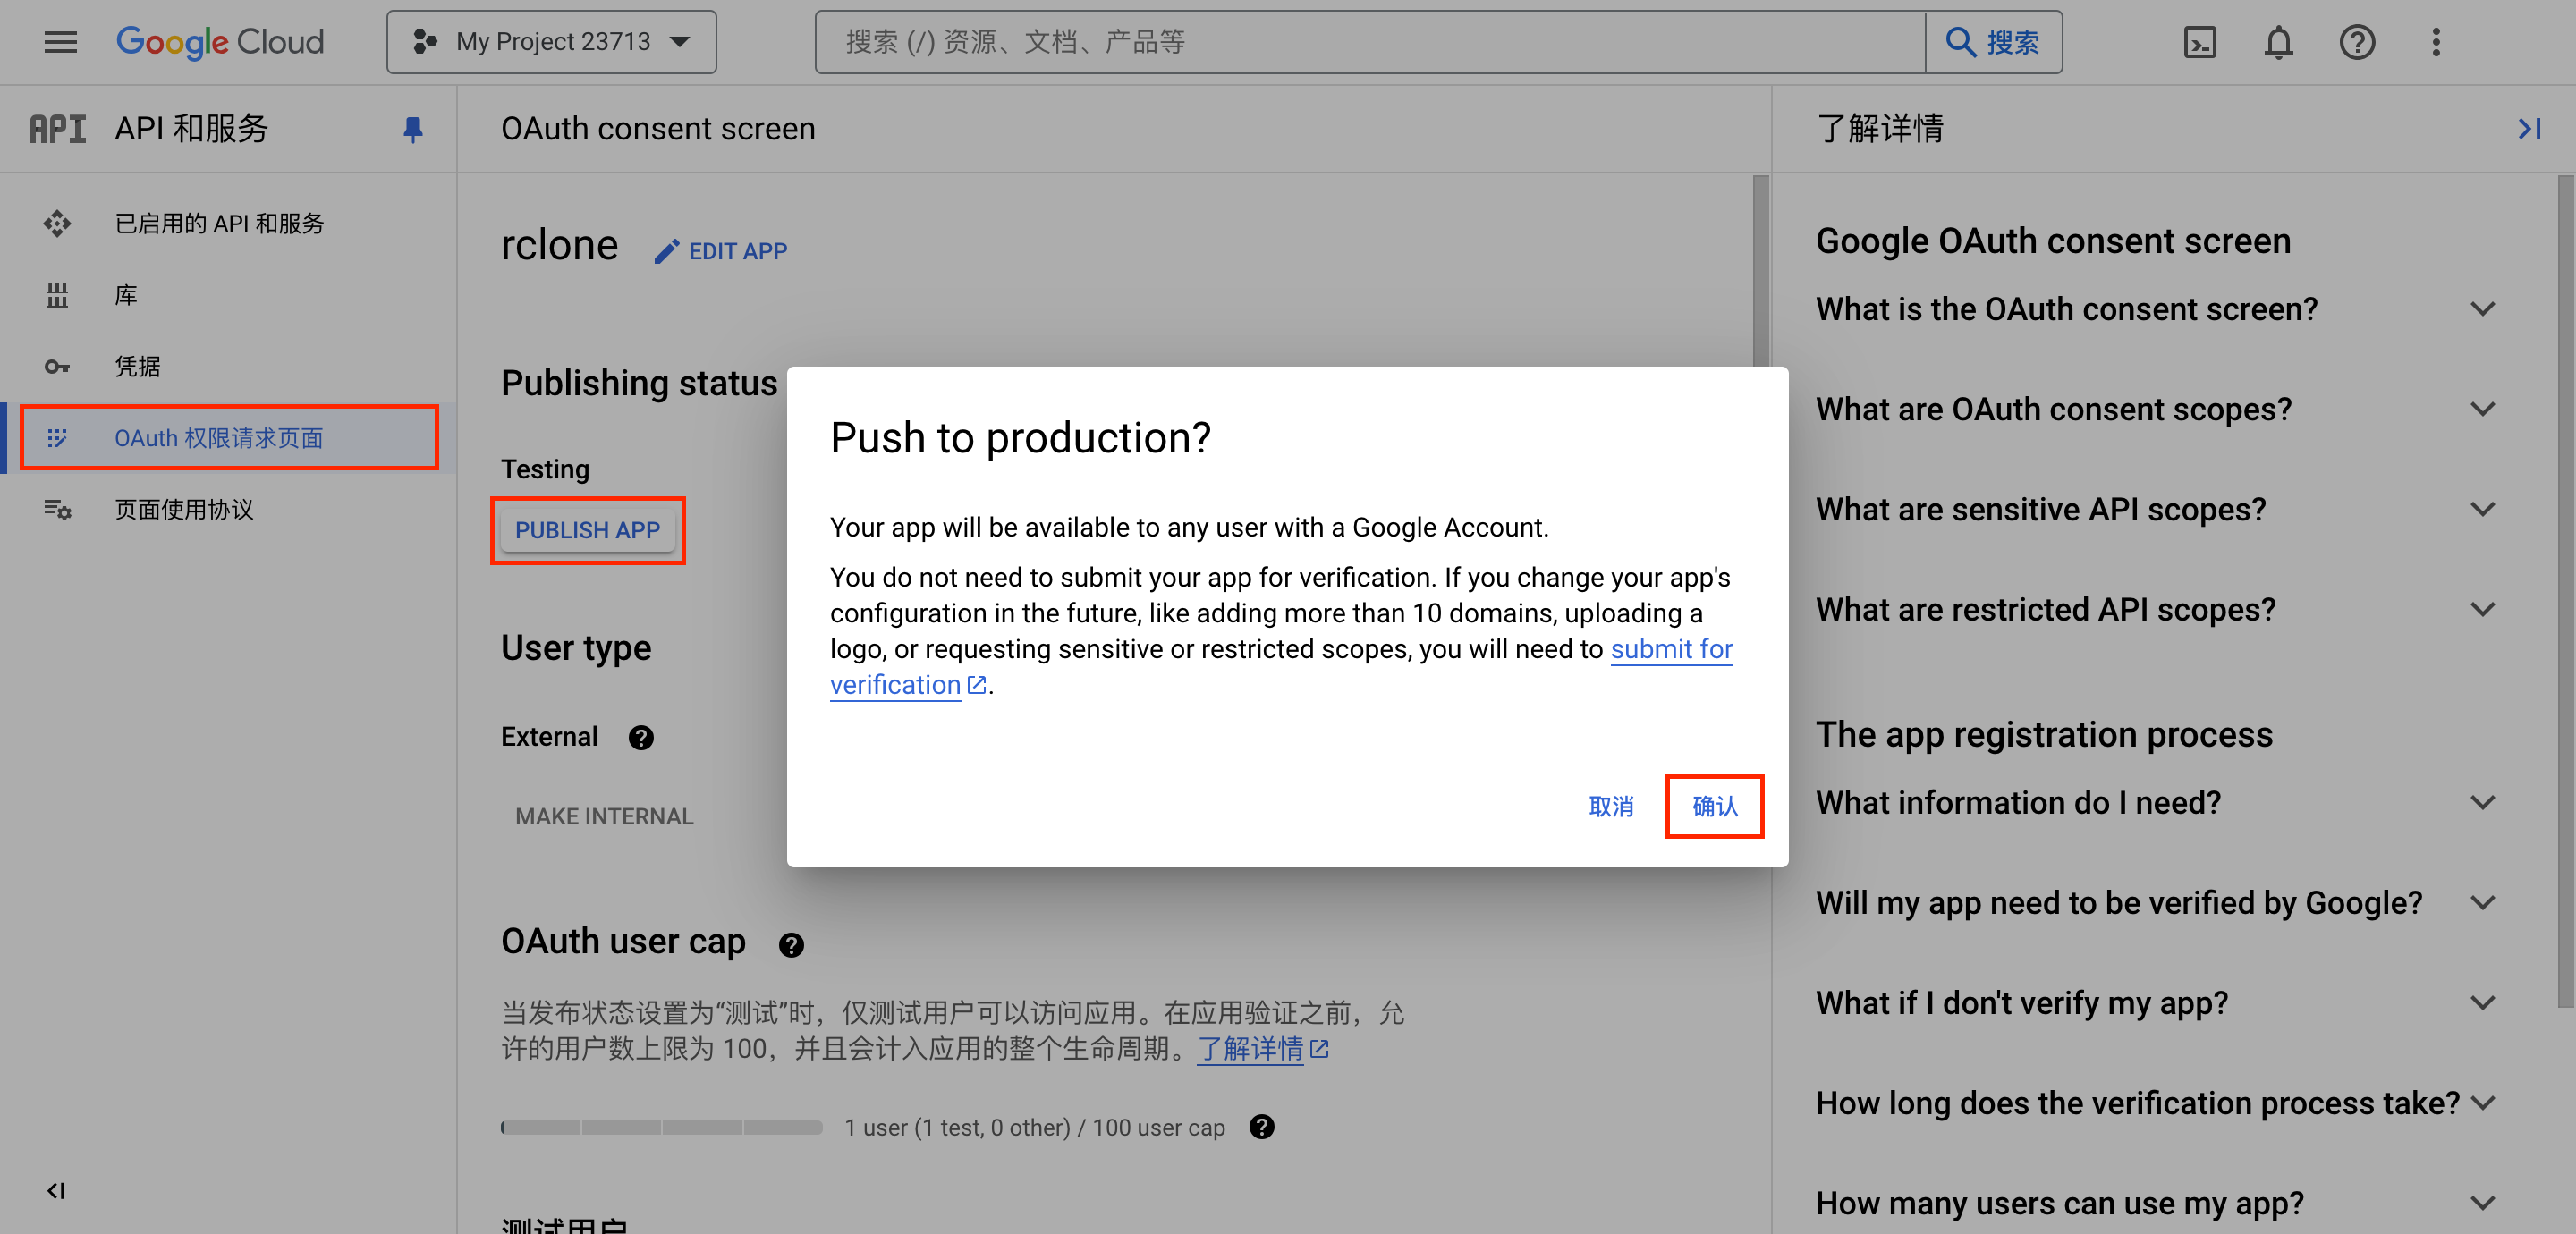 Google Cloud
My Project 23713
搜索 (/) 资源、文档、产品等
搜索
API
API 和服务
已启用的 API 和服务
库
凭据
OAuth 权限请求页面
页面使用协议
OAuth consent screen
rclone
EDIT APP
Publishing status
Testing
PUBLISH APP
User type
External
MAKE INTERNAL
OAuth user cap
当发布状态设置为“测试”时，仅测试用户可以访问应用。在应用验证之前，允
许的用户数上限为 100，并且会计入应用的整个生命周期。了解详情
1 user (1 test, 0 other) / 100 user cap
测试用户
Push to production?
Your app will be available to any user with a Google Account.
You do not need to submit your app for verification. If you change your app's
configuration in the future, like adding more than 10 domains, uploading a
logo, or requesting sensitive or restricted scopes, you will need to submit for
verification.
取消
确认
了解详情
Google OAuth consent screen
What is the OAuth consent screen?
What are OAuth consent scopes?
What are sensitive API scopes?
What are restricted API scopes?
The app registration process
What information do I need?
Will my app need to be verified by Google?
What if I don't verify my app?
How long does the verification process take?
How many users can use my app?